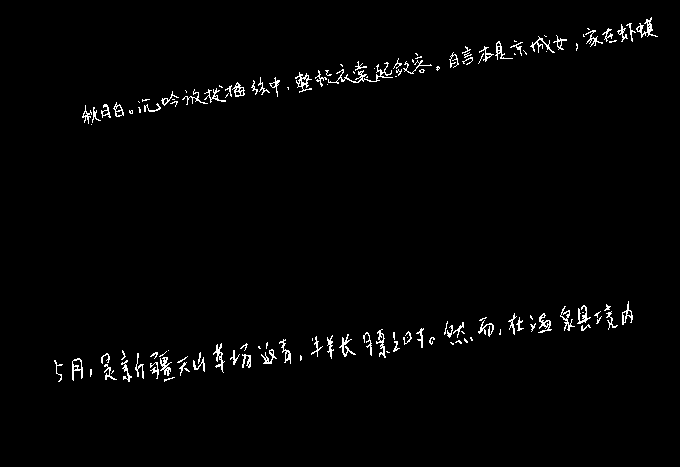 秋月白。沉吟放拨插弦中，整顿衣裳起敛容。自言本是京城女，家在虾蟆
5月，是新疆天山草场返青，羊长膘之时。然而，在温泉县境内